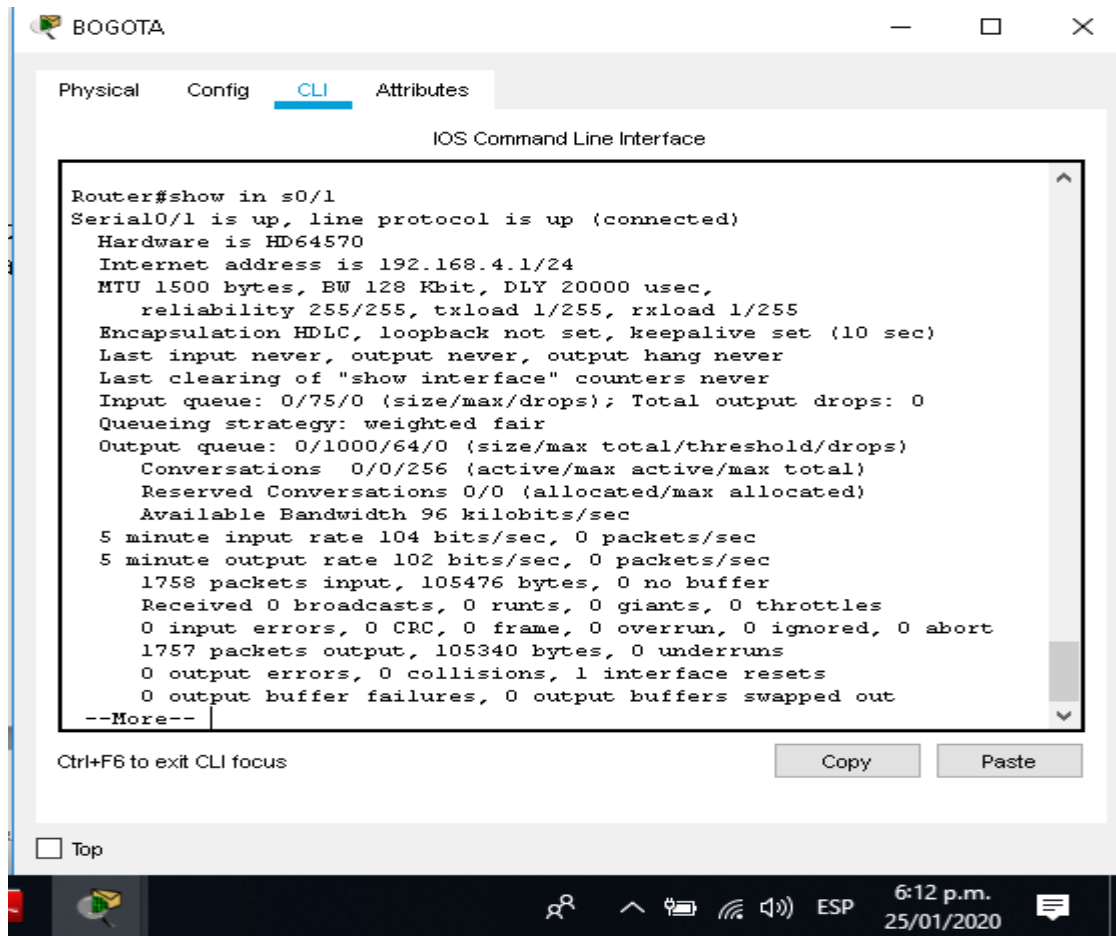 BOGOTA
Physical Config CLI Attributes
IOS Command Line Interface
Router#show in s0/1
Serial0/1 is up, line protocol is up (connected)
Hardware is HD64570
Internet address is 192.168.4.1/24
MTU 1500 bytes, BW 128 Kbit, DLY 20000 usec,
reliability 255/255, txload 1/255, rxload 1/255
Encapsulation HDLC, loopback not set, keepalive set (10 sec)
Last input never, output never, output hang never
Last clearing of "show interface" counters never
Input queue: 0/75/0 (size/max/drops); Total output drops: 0
Queueing strategy: weighted fair
Output queue: 0/1000/64/0 (size/max total/threshold/drops)
Conversations 0/0/256 (active/max active/max total)
Reserved Conversations 0/0 (allocated/max allocated)
Available Bandwidth 96 kilobits/sec
5 minute input rate 104 bits/sec, 0 packets/sec
5 minute output rate 102 bits/sec, 0 packets/sec
1758 packets input, 105476 bytes, 0 no buffer
Received 0 broadcasts, 0 runts, 0 giants, 0 throttles
0 input errors, 0 CRC, 0 frame, 0 overrun, 0 ignored, 0 abort
1757 packets output, 105340 bytes, 0 underruns
0 output errors, 0 collisions, 1 interface resets
0 output buffer failures, 0 output buffers swapped out
--More--
Ctrl+F6 to exit CLI focus
Copy Paste
Top
ESP
6:12 p.m.
25/01/2020